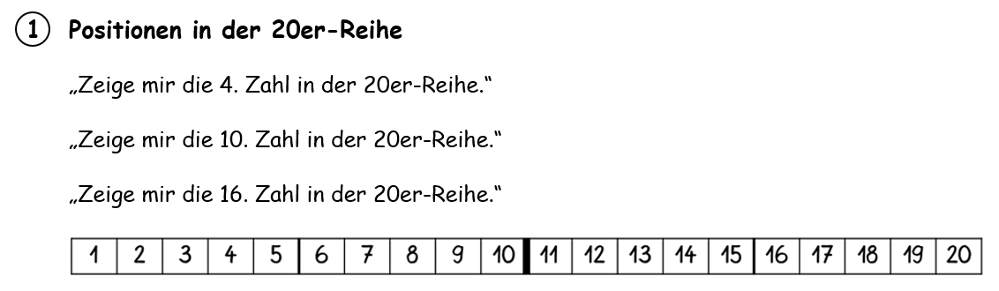 1 Positionen in der 20er-Reihe
„Zeige mir die 4. Zahl in der 20er-Reihe.“
„Zeige mir die 10. Zahl in der 20er-Reihe.“
„Zeige mir die 16. Zahl in der 20er-Reihe.“
1 2 3 4 5 6 7 8 9 10 11 12 13 14 15 16 17 18 19 20